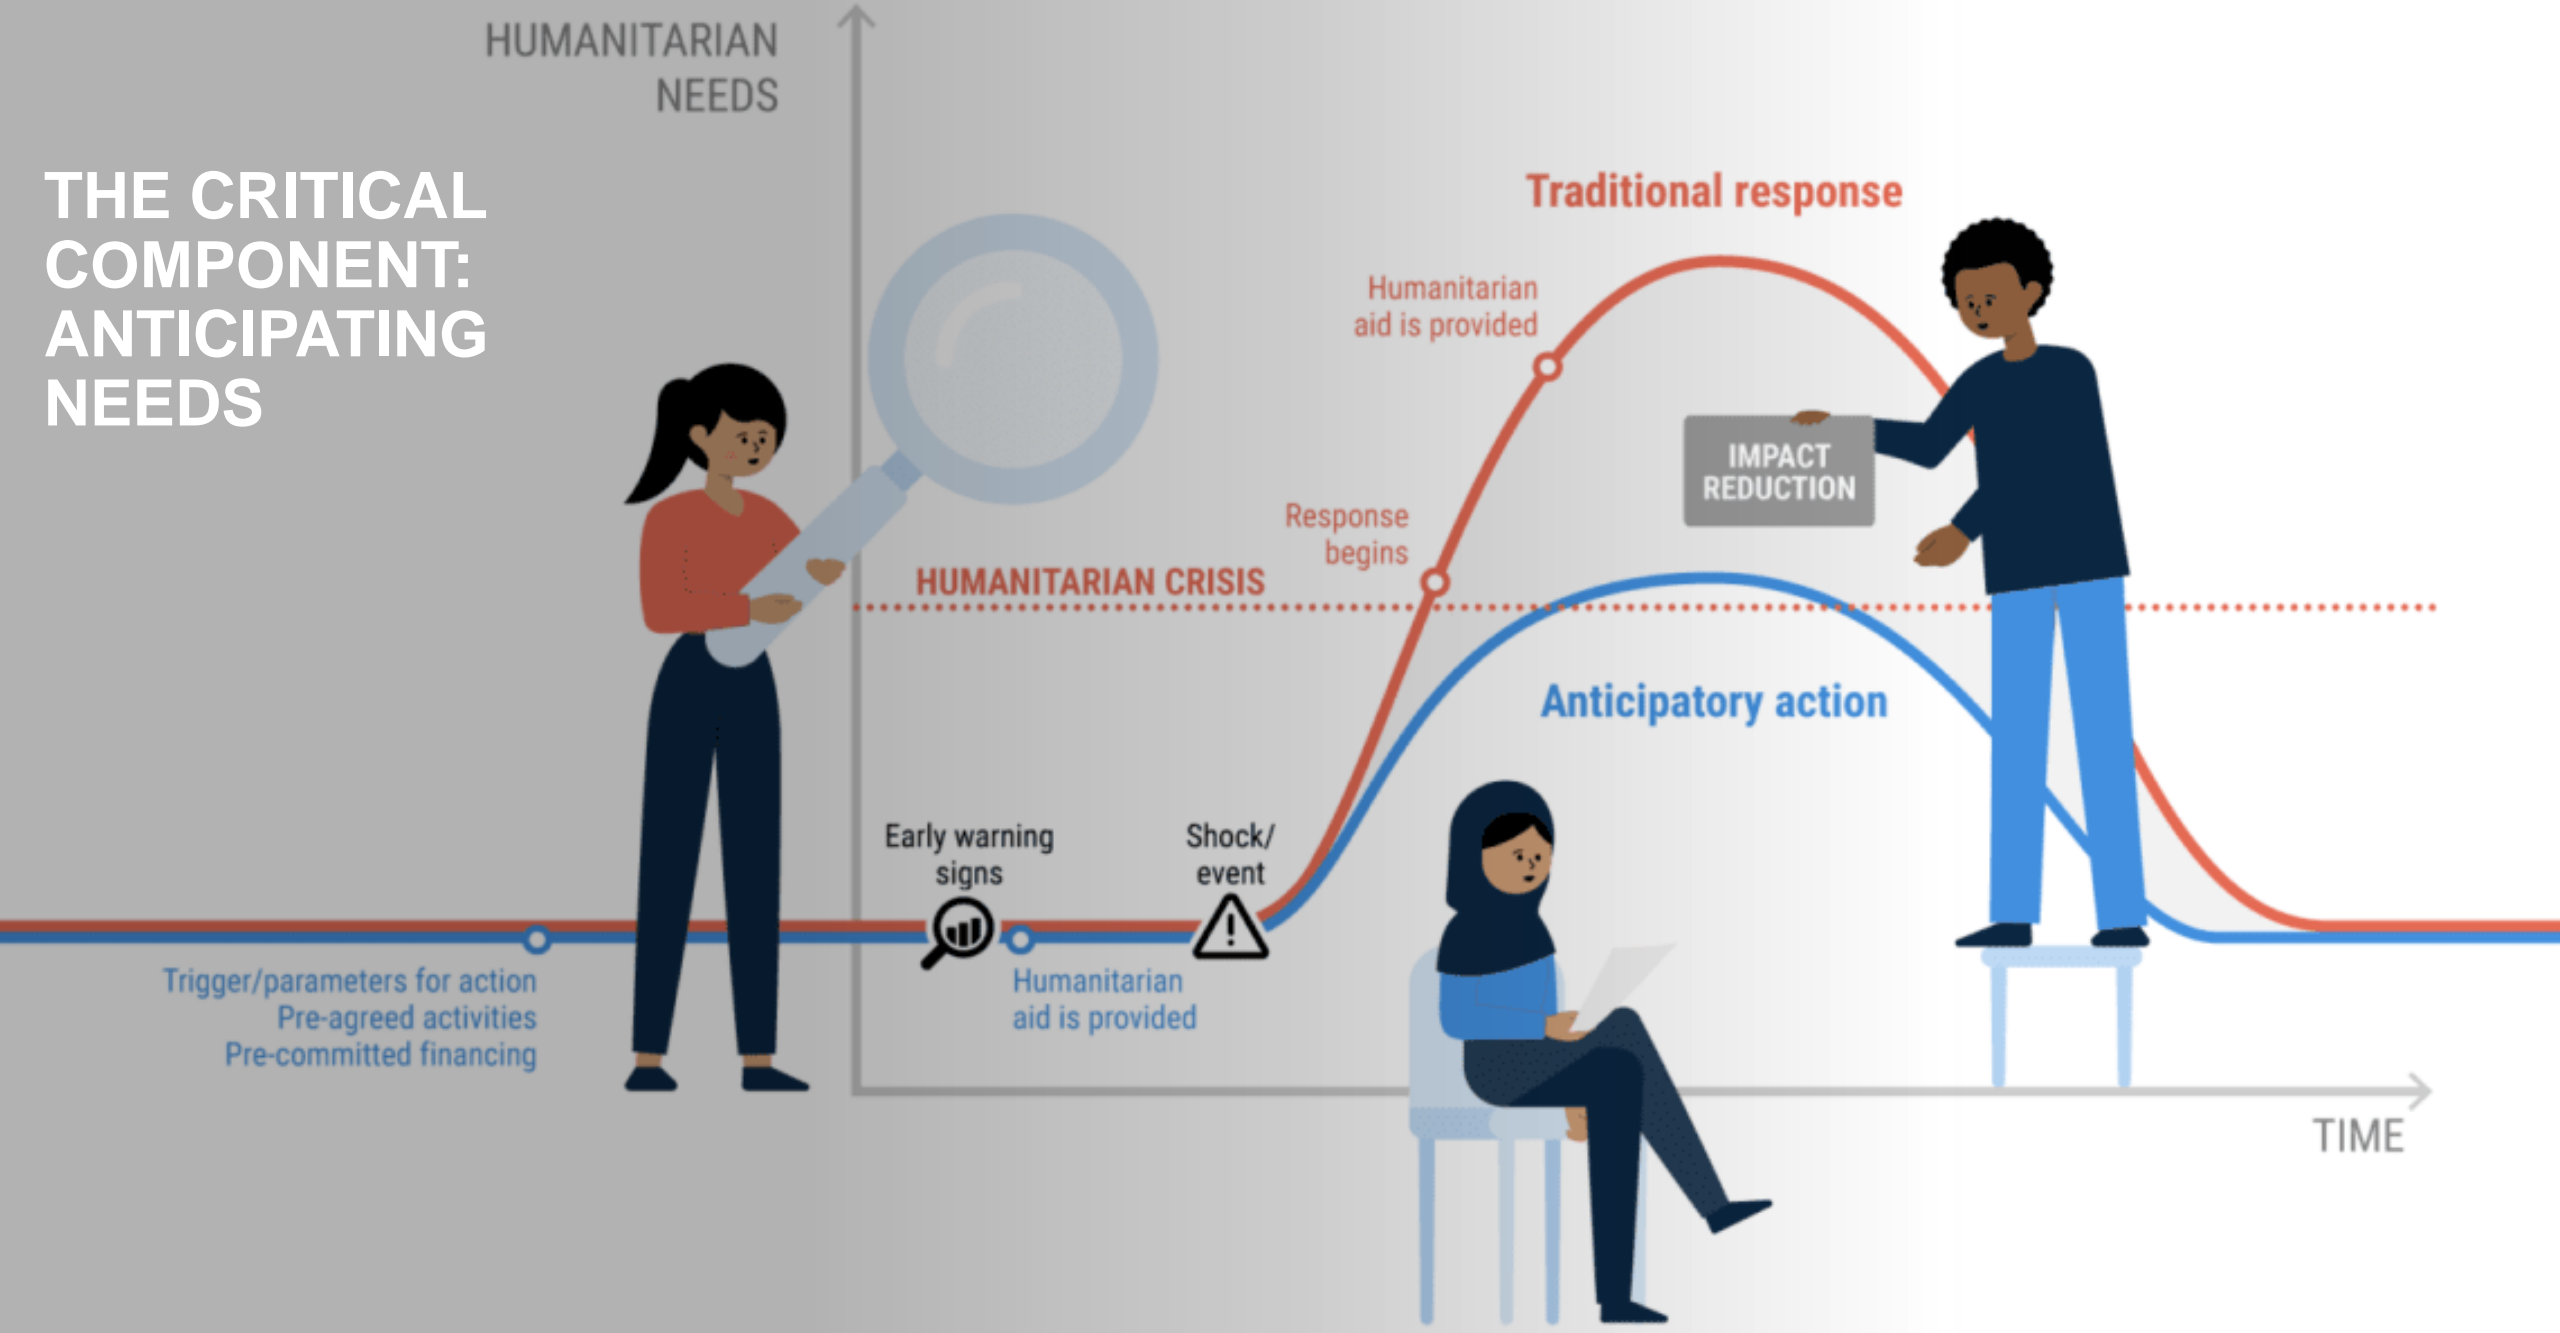 HUMANITARIAN
NEEDS
THE CRITICAL
COMPONENT:
ANTICIPATING
NEEDS
Traditional response
Humanitarian
aid is provided
IMPACT
REDUCTION
Response
begins
HUMANITARIAN CRISIS
Anticipatory action
Early warning
signs
Shock/
event
Trigger/parameters for action
Pre-agreed activities
Pre-committed financing
Humanitarian
aid is provided
TIME